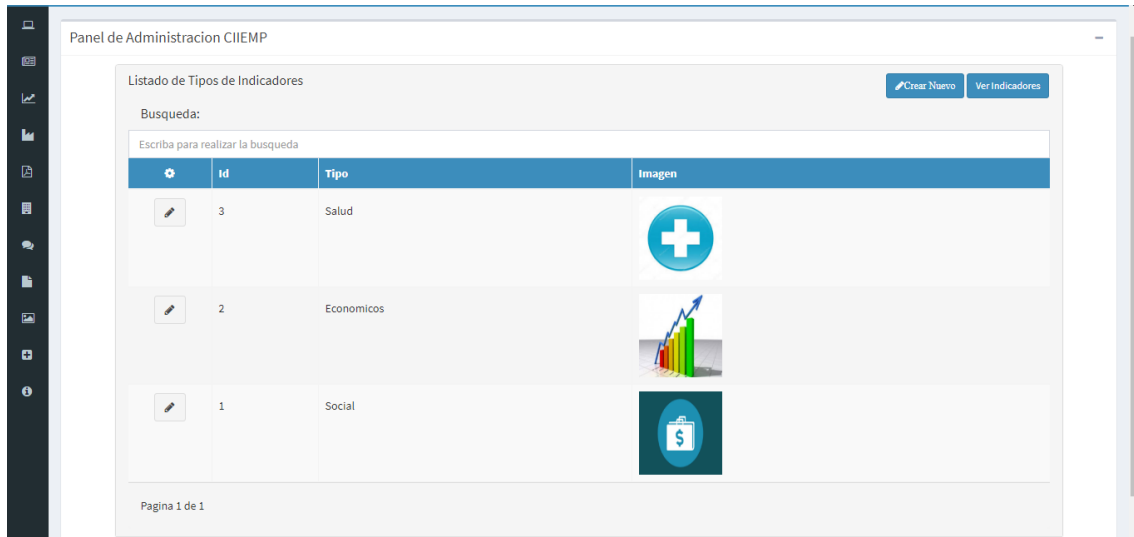 Panel de Administracion CIIEMP
Listado de Tipos de Indicadores
Crear Nuevo
Ver Indicadores
Busqueda:
Escriba para realizar la busqueda
Id Tipo Imagen
3 Salud
2 Economicos
1 Social
$
Pagina 1 de 1